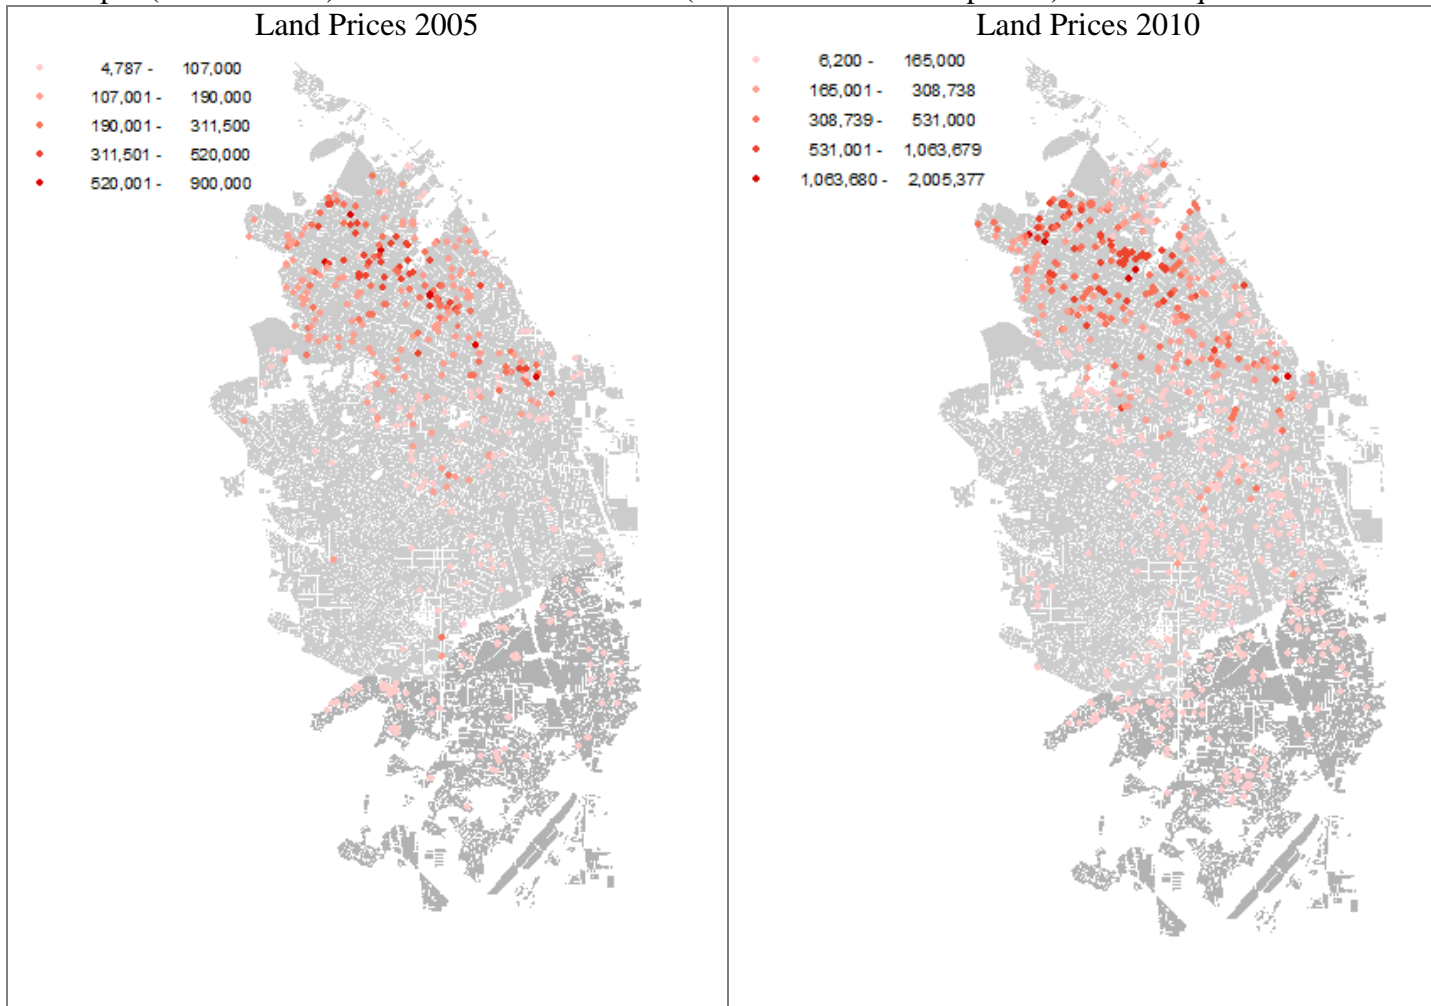 Land Prices 2005
4,787 - 107,000
107,001 - 190,000
190,001 - 311,500
311,501 - 520,000
520,001 - 900,000
Land Prices 2010
6,200 - 165,000
165,001 - 308,738
308,739 - 531,000
531,001 - 1,063,679
1,063,680 - 2,005,377